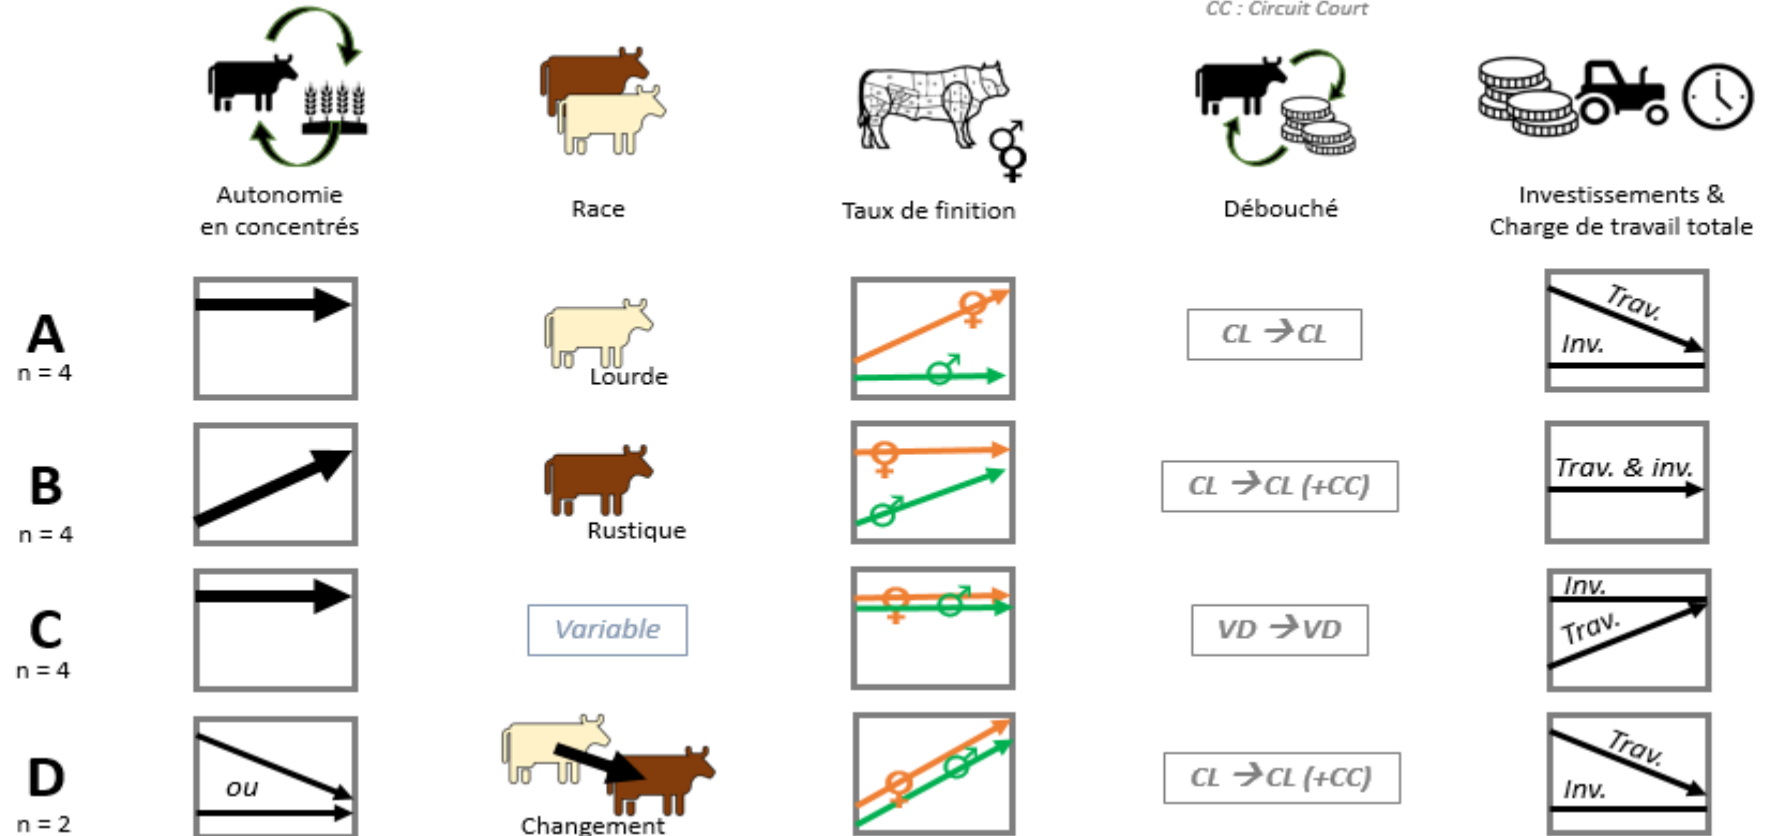 CC : Circuit Court
Autonomie
en concentrés
Race
Taux de finition
Débouché
Investissements &
Charge de travail totale
A
n = 4
Lourde
CL → CL
Trav.
Inv.
B
n = 4
Rustique
CL → CL (+CC)
Trav. & inv.
C
n = 4
Variable
VD → VD
Inv.
Trav.
D
n = 2
ou
Changement
CL → CL (+CC)
Trav.
Inv.